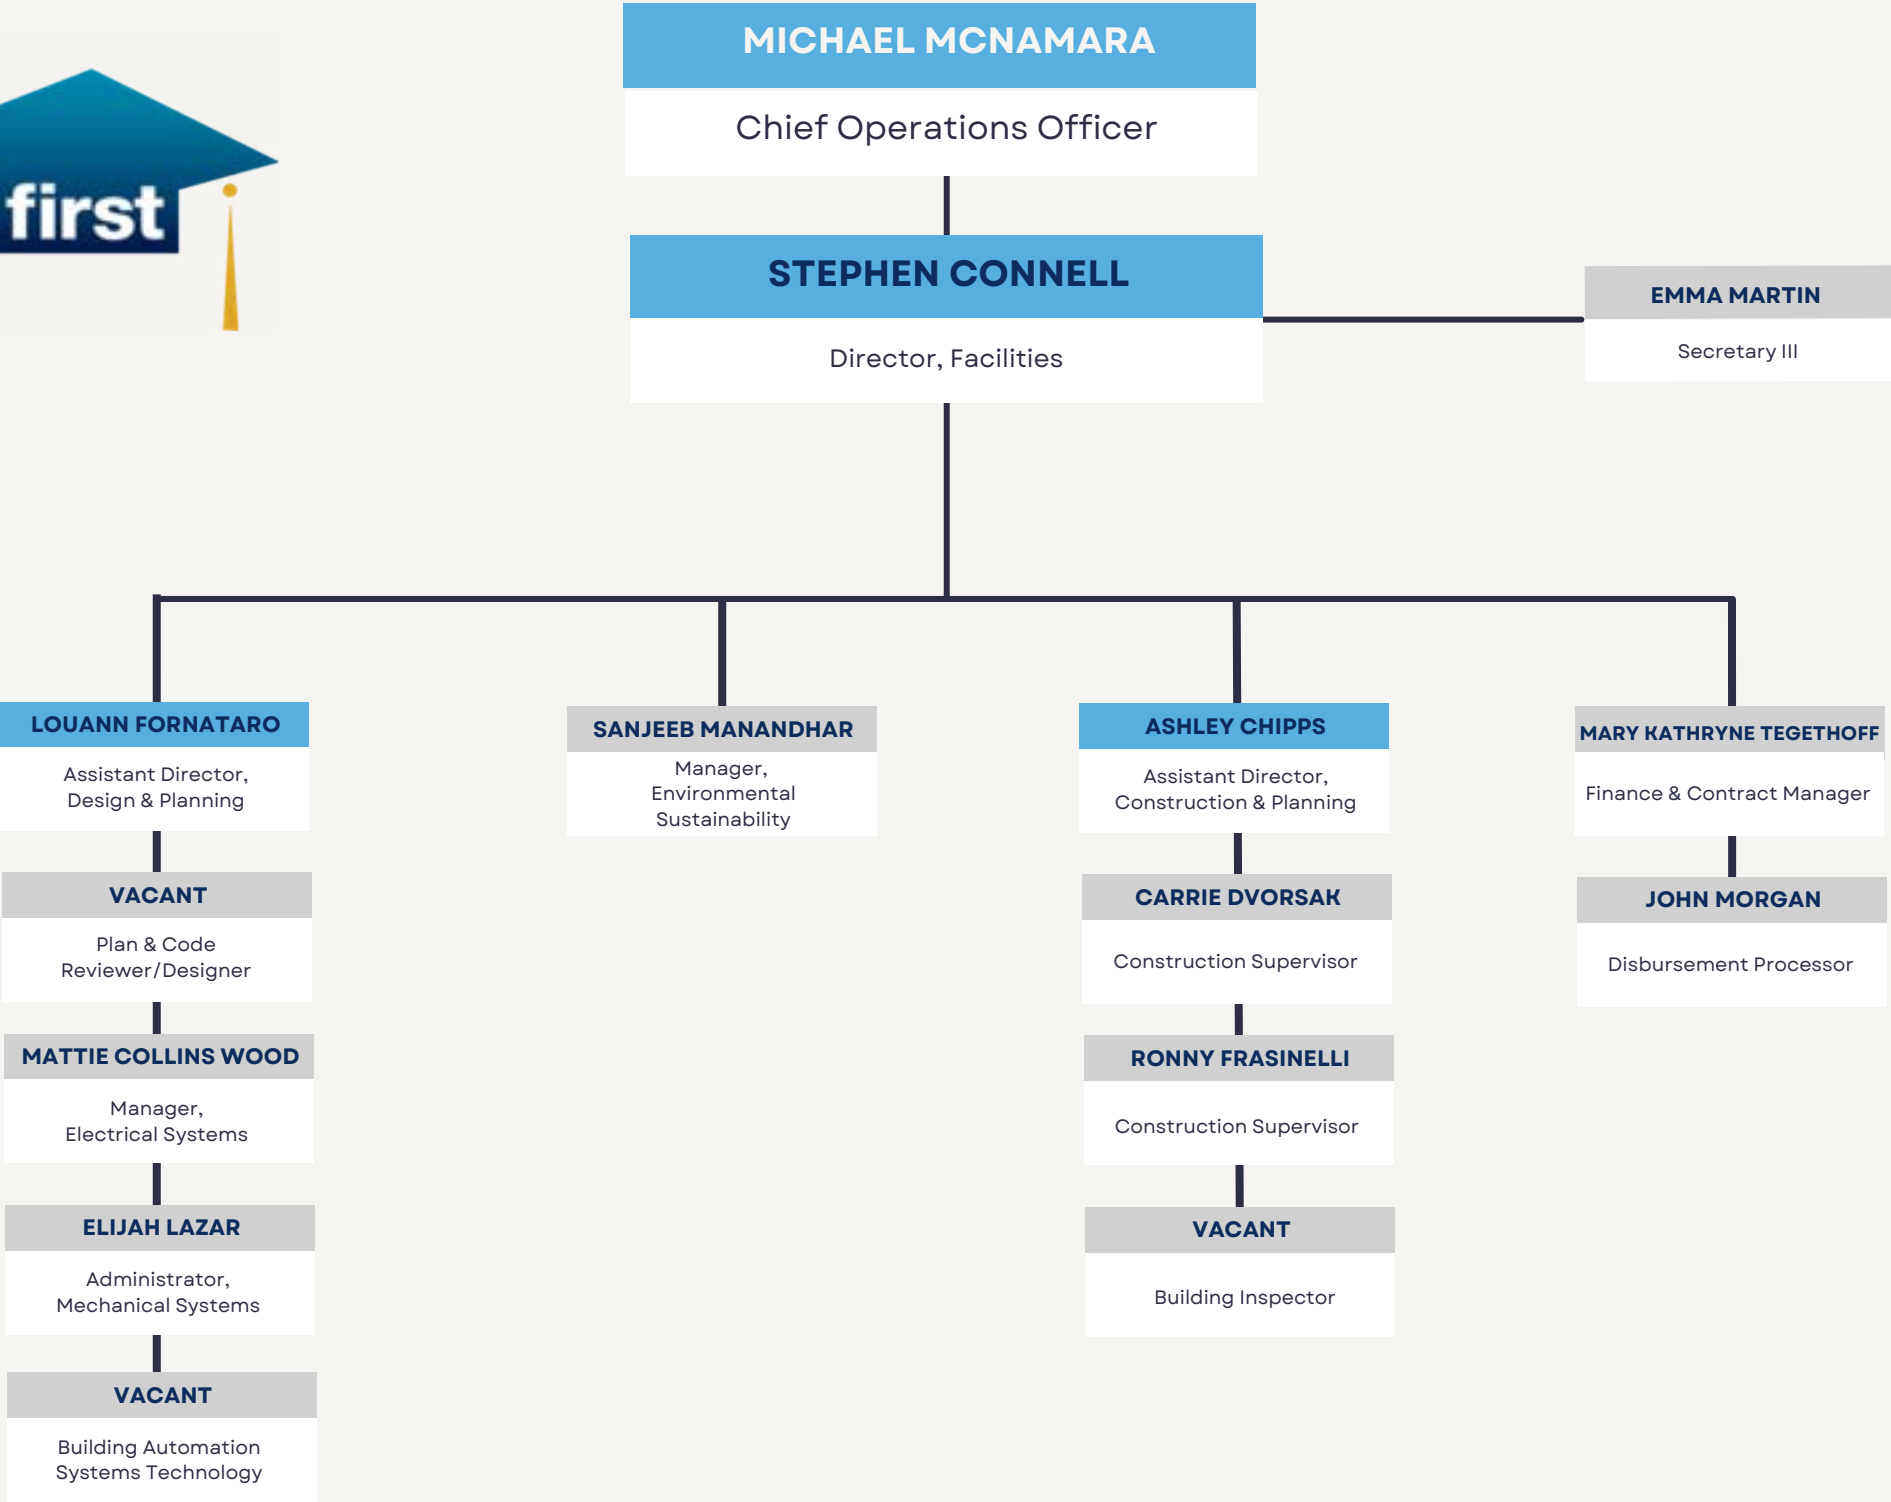 MICHAEL MCNAMARA
Chief Operations Officer
first
STEPHEN CONNELL
Director, Facilities
EMMA MARTIN
Secretary III
LOUANN FORNATARO
Assistant Director,
Design & Planning
VACANT
Plan & Code
Reviewer/Designer
MATTIE COLLINS WOOD
Manager,
Electrical Systems
ELIJAH LAZAR
Administrator,
Mechanical Systems
VACANT
Building Automation
Systems Technology
SANJEEB MANANDHAR
Manager,
Environmental
Sustainability
ASHLEY CHIPPS
Assistant Director,
Construction & Planning
CARRIE DVORSAK
Construction Supervisor
RONNY FRASINELLI
Construction Supervisor
VACANT
Building Inspector
MARY KATHRYNE TEGETHOFF
Finance & Contract Manager
JOHN MORGAN
Disbursement Processor